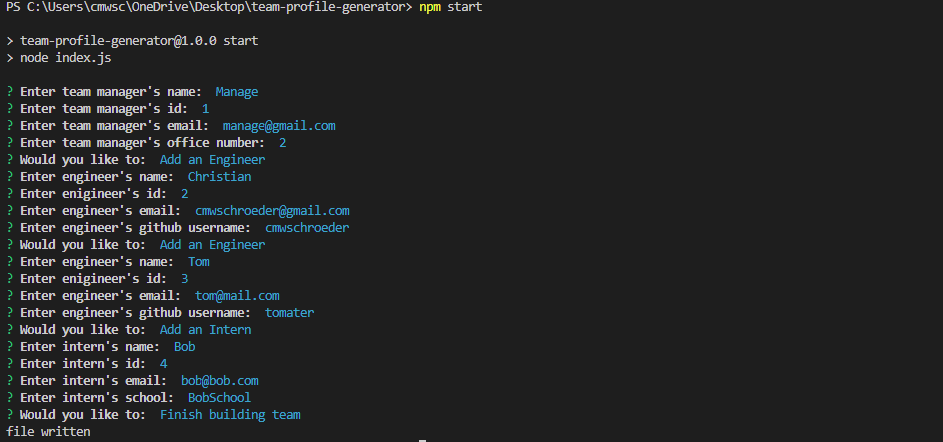 PS C:\Users\cmwsc\OneDrive\Desktop\team-profile-generator> npm start
> team-profile-generator@1.0.0 start
> node index.js
? Enter team manager's name: Manage
? Enter team manager's id: 1
? Enter team manager's email: manage@gmail.com
? Enter team manager's office number: 2
? Would you like to: Add an Engineer
? Enter engineer's name: Christian
? Enter enigineer's id: 2
? Enter engineer's email: cmwschroeder@gmail.com
? Enter engineer's github username: cmwschroeder
? Would you like to: Add an Engineer
? Enter engineer's name: Tom
? Enter enigineer's id: 3
? Enter engineer's email: tom@mail.com
? Enter engineer's github username: tomater
? Would you like to: Add an Intern
? Enter intern's name: Bob
? Enter intern's id: 4
? Enter intern's email: bob@bob.com
? Enter intern's school: BobSchool
? Would you like to: Finish building team
file written